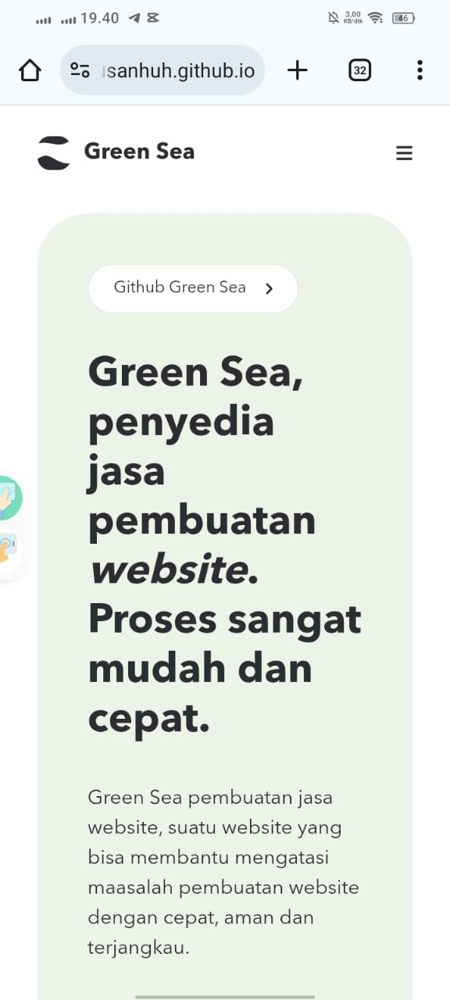 19.40
3,00
KB/dtk
46
sanhuh.github.io
32
Green Sea
Github Green Sea
Green Sea,
penyedia
jasa
pembuatan
website.
Proses sangat
mudah dan
cepat.
Green Sea pembuatan jasa
website, suatu website yang
bisa membantu mengatasi
maasalah pembuatan website
dengan cepat, aman dan
terjangkau.